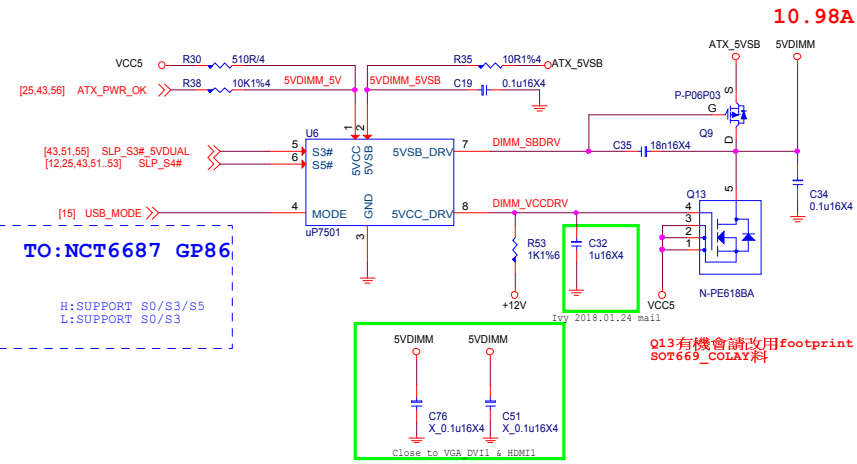 10.98A
ATX_5VSB
5VDIMM
VCC5
R30
510R/4
R35
10R1%4
ATX_5VSB
[25,43,56]
ATX_PWR_OK
R38
10K1%4
5VDIMM_5V
5VDIMM_5VSB
C19
0.1u16X4
P-P06P03
S
G
D
Q9
U6
1
2
[43,51,55]
SLP_S3#_5VDUAL
5
S3#
5VCC
5VSB
5VSB_DRV
7
DIMM_SBDRV
C35
18n16X4
[12,25,43,51..53]
SLP_S4#
6
S5#
5
C34
0.1u16X4
[15]
USB_MODE
4
MODE
GND
5VCC_DRV
8
DIMM_VCCDRV
Q13
4
3
2
1
uP7501
3
TO:NCT6687 GP86
R53
1K1%6
C32
1u16X4
N-PE618BA
H:SUPPORT S0/S3/S5
L:SUPPORT S0/S3
+12V
VCC5
Ivy 2018.01.24 mail
5VDIMM
5VDIMM
Q13有機會請改用footprint
SOT669_COLAY料
C76
X_0.1u16X4
C51
X_0.1u16X4
Close to VGA_DVI1 & HDMI1